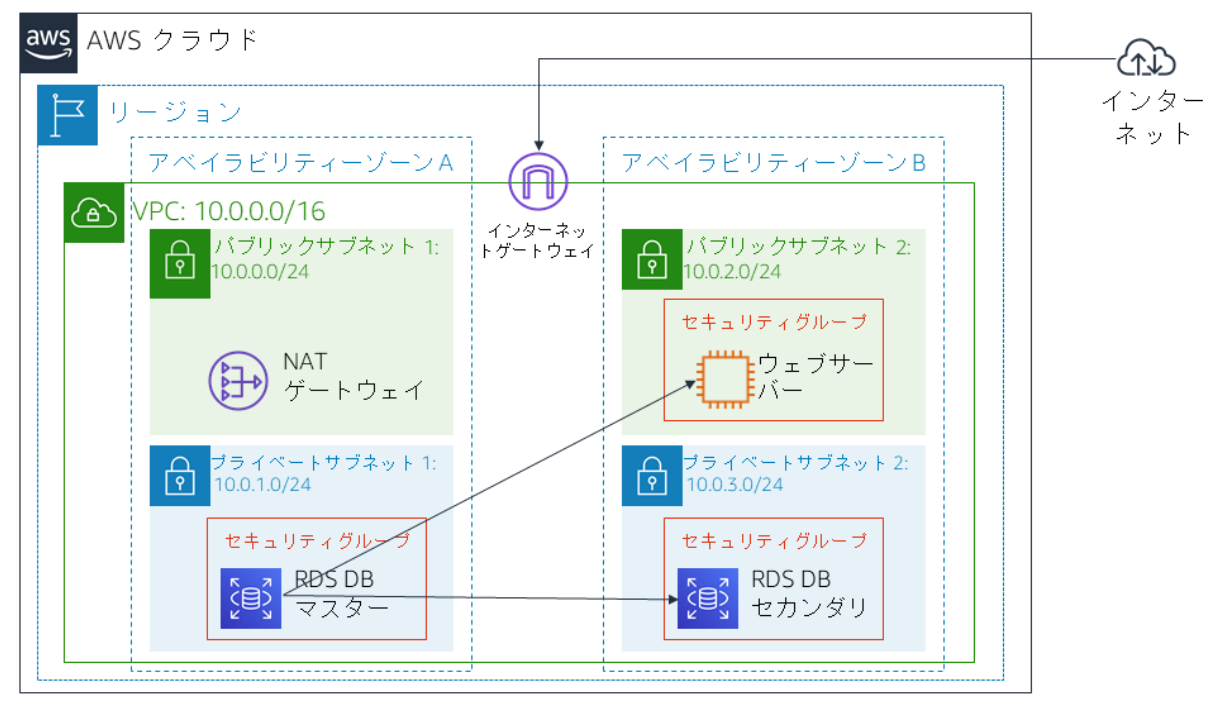 aws
AWS クラウド
インター
ネット
リージョン
アベイラビリティーゾーン A
アベイラビリティーゾーン B
VPC: 10.0.0.0/16
インターネッ
トゲートウェイ
パブリックサブネット 1:
10.0.0.0/24
パブリックサブネット 2:
10.0.2.0/24
セキュリティグループ
NAT
ゲートウェイ
ウェブサー
バー
プライベートサブネット 1:
10.0.1.0/24
プライベートサブネット 2:
10.0.3.0/24
セキュリティグループ
RDS DB
マスター
セキュリティグループ
RDS DB
セカンダリ